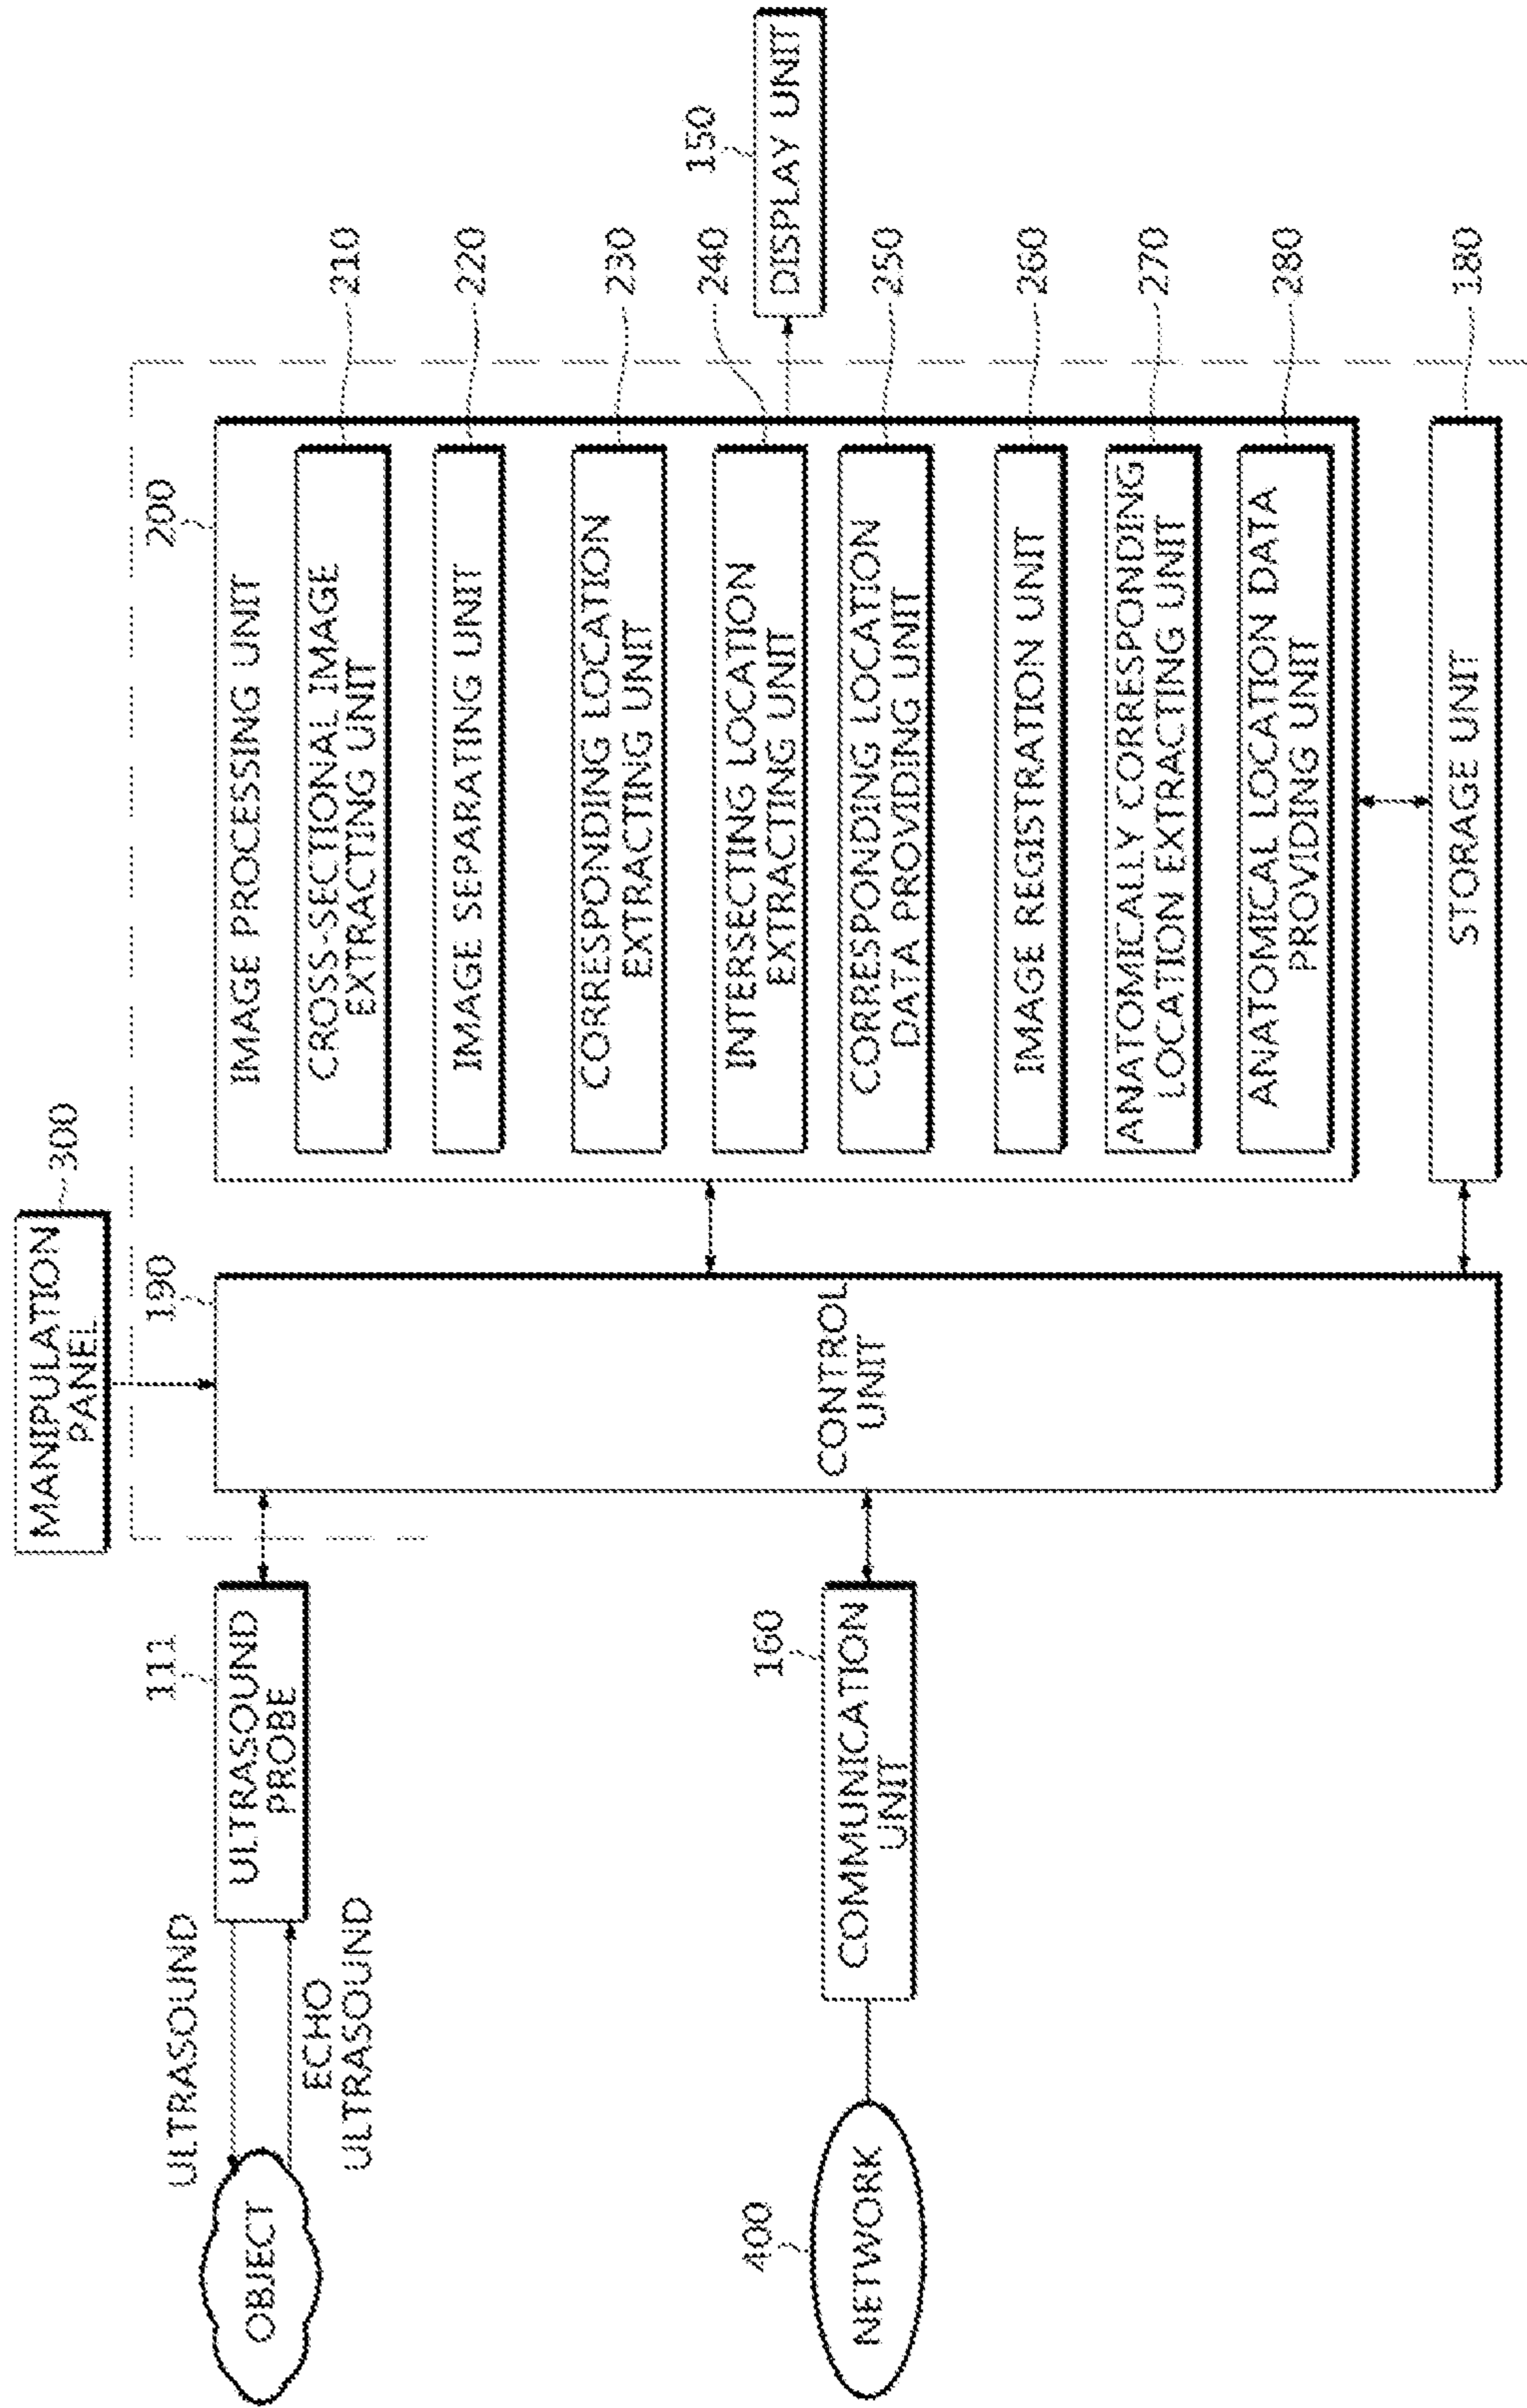 MANIPULATION
PANEL
300
111
190
200
ULTRASOUND
OBJECT
ECHO
ULTRASOUND
ULTRASOUND
PROBE
CONTROL
UNIT
IMAGE PROCESSING UNIT
CROSS-SECTIONAL IMAGE
EXTRACTING UNIT
210
IMAGE SEPARATING UNIT
220
CORRESPONDING LOCATION
EXTRACTING UNIT
230
INTERSECTING LOCATION
EXTRACTING UNIT
240
150
DISPLAY UNIT
CORRESPONDING LOCATION
DATA PROVIDING UNIT
250
400
NETWORK
160
COMMUNICATION
UNIT
IMAGE REGISTRATION UNIT
260
ANATOMICALLY CORRESPONDING
LOCATION EXTRACTING UNIT
270
ANATOMICAL LOCATION DATA
PROVIDING UNIT
280
STORAGE UNIT
180